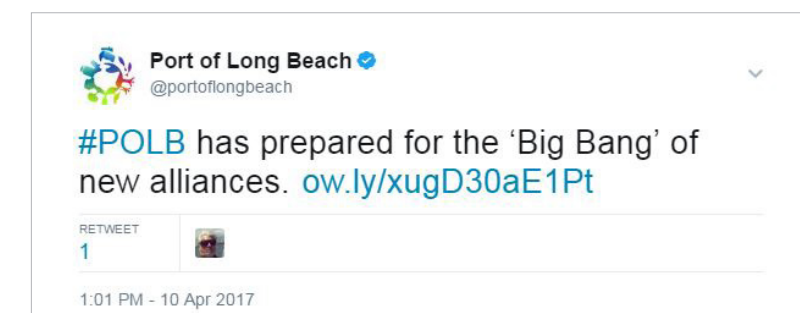 Port of Long Beach
@portoflongbeach
#POLB has prepared for the ‘Big Bang’ of
new alliances. ow.ly/xugD30aE1Pt
RETWEET
1
1:01 PM - 10 Apr 2017